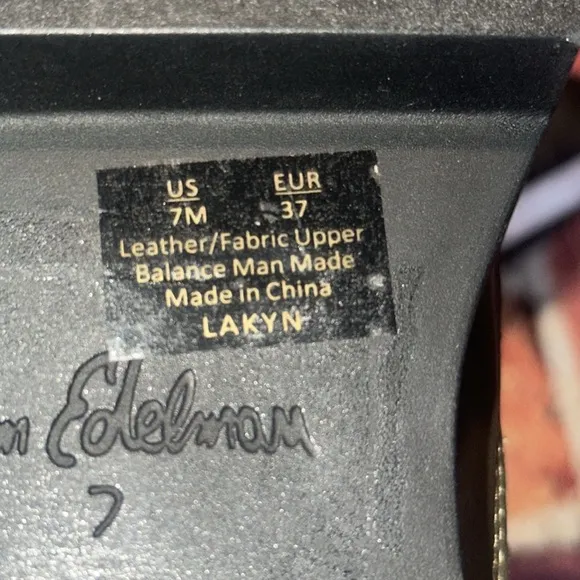 US EUR
7M 37
Leather/Fabric Upper
Balance Man Made
Made in China
LAKYN
m Edelman
7